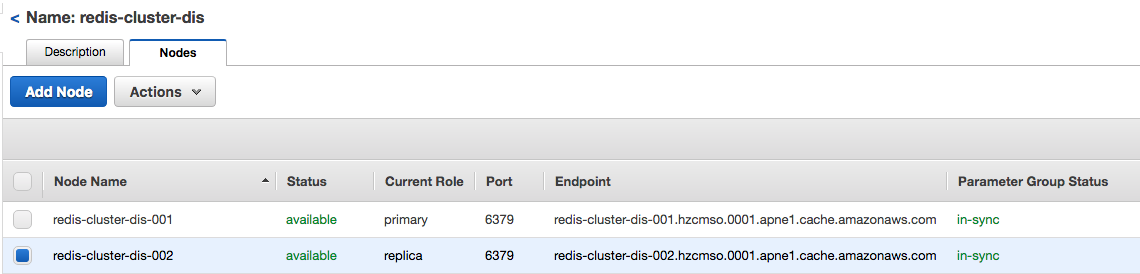 < Name: redis-cluster-dis
Description Nodes
Add Node Actions
Node Name Status Current Role Port Endpoint Parameter Group Status
redis-cluster-dis-001 available primary 6379 redis-cluster-dis-001.hzcmso.0001.apne1.cache.amazonaws.com in-sync
redis-cluster-dis-002 available replica 6379 redis-cluster-dis-002.hzcmso.0001.apne1.cache.amazonaws.com in-sync